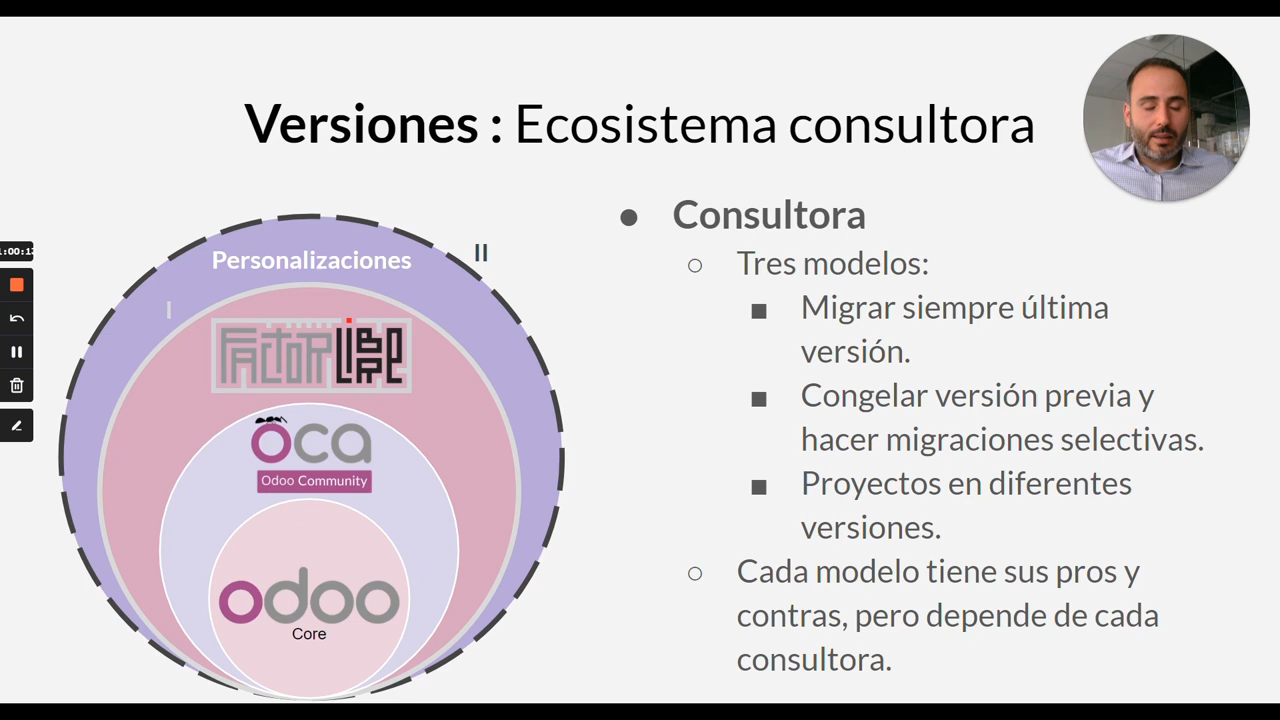 Versiones : Ecosistema consultora
Personalizaciones
II
I
FACTOR LIBRE
oca
Odoo Community
odoo
Core
● Consultora
○ Tres modelos:
■ Migrar siempre última
versión.
■ Congelar versión previa y
hacer migraciones selectivas.
■ Proyectos en diferentes
versiones.
○ Cada modelo tiene sus pros y
contras, pero depende de cada
consultora.